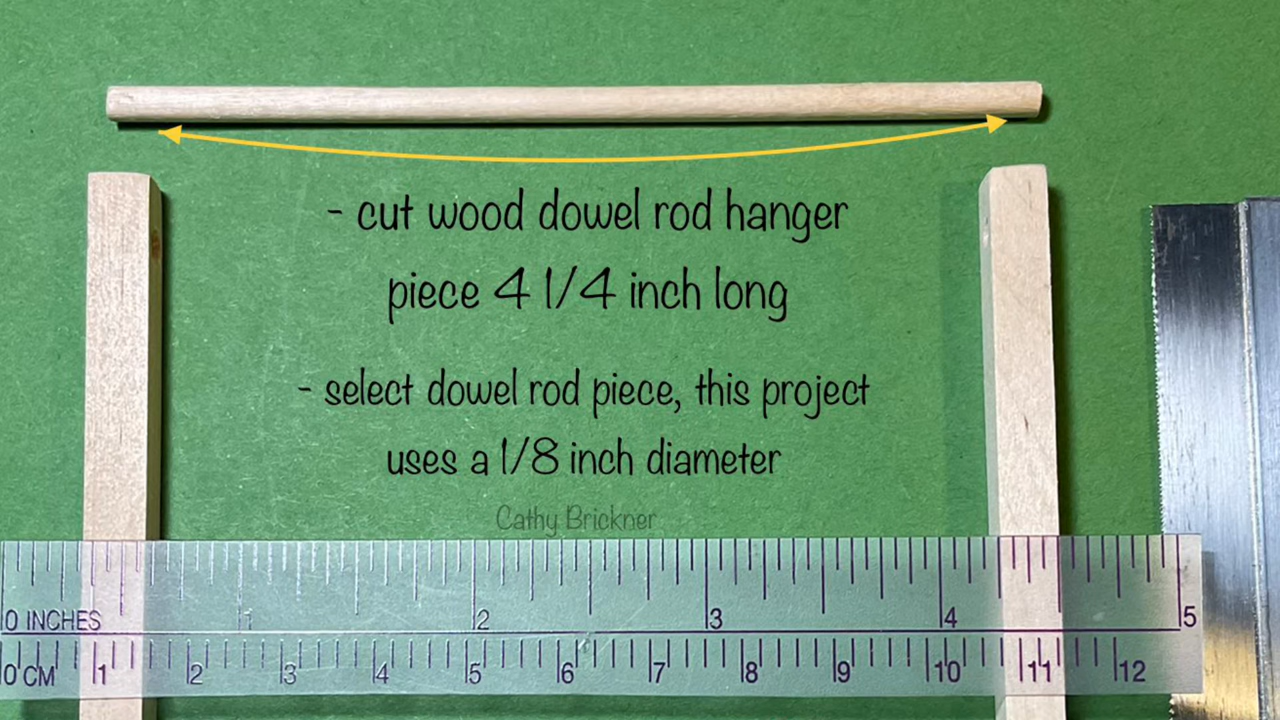 - cut wood dowel rod hanger
piece 4 1/4 inch long
- select dowel rod piece, this project
uses a 1/8 inch diameter
Cathy Brickner
0 INCHES 1 2 3 4 5
0 CM 1 2 3 4 5 6 7 8 9 10 11 12